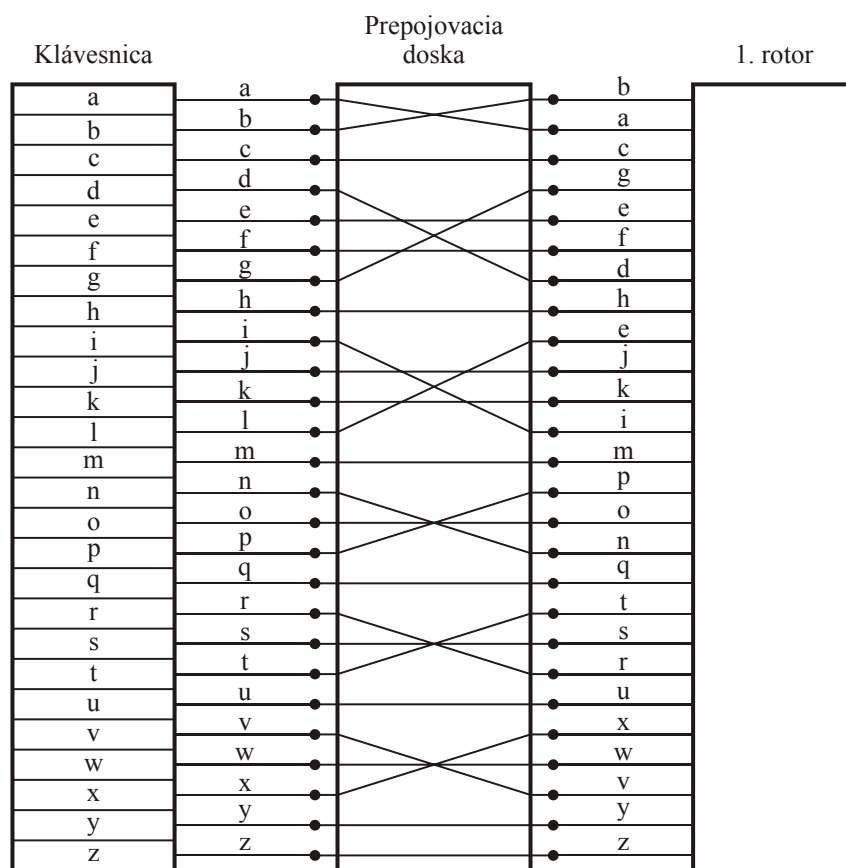 Prepojovacia
Klávesnica doska 1. rotor
a a b
b b a
c c c
d d g
e e e
f f f
g g d
h h h
i i e
j j j
k k k
l l i
m m m
n n p
o o o
p p n
q q q
r r t
s s s
t t r
u u u
v v x
w w w
x x v
y y y
z z z